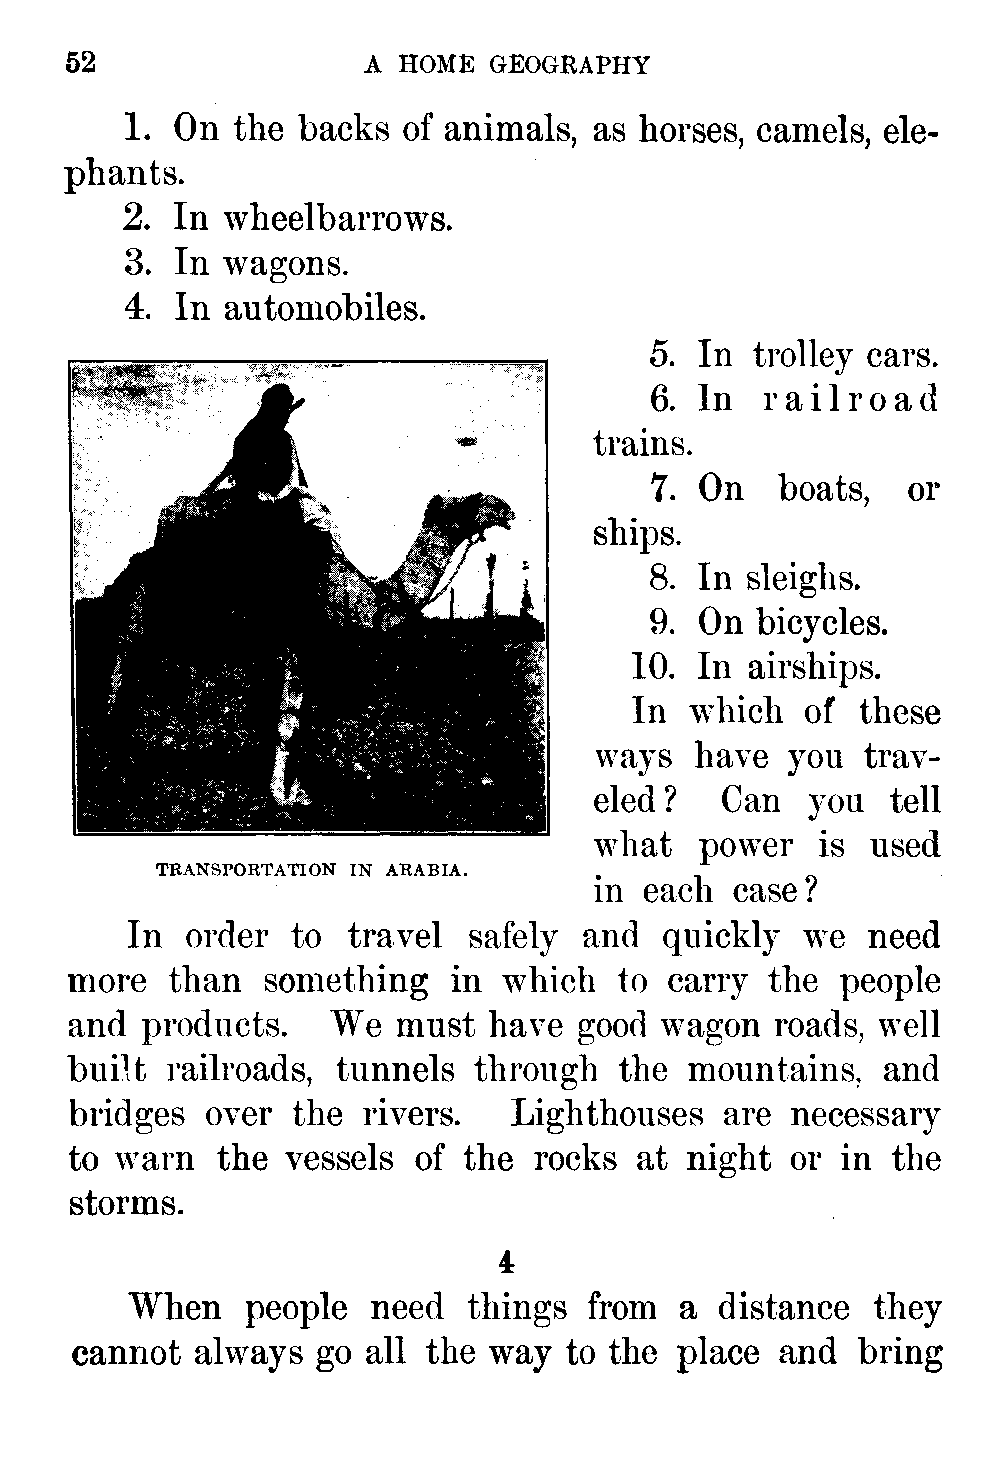 52 A HOME GEOGRAPHY
1. On the backs of animals, as horses, camels, ele-
phants.
2. In wheelbarrows.
3. In wagons.
4. In automobiles.
5. In trolley cars.
6. In railroad
trains.
7. On boats, or
ships.
8. In sleighs.
9. On bicycles.
10. In airships.
In which of these
ways have you trav-
eled? Can you tell
what power is used
in each case?
TRANSPORTATION IN ARABIA.
In order to travel safely and quickly we need
more than something in which to carry the people
and products. We must have good wagon roads, well
built railroads, tunnels through the mountains, and
bridges over the rivers. Lighthouses are necessary
to warn the vessels of the rocks at night or in the
storms.
4
When people need things from a distance they
cannot always go all the way to the place and bring